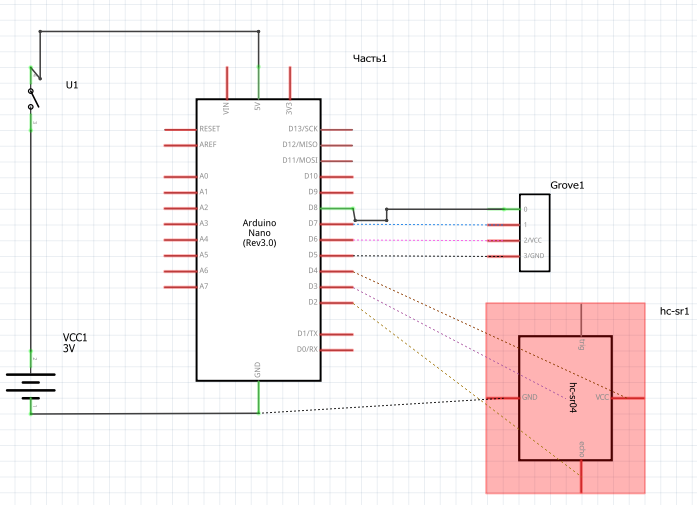 Часть1
U1
VIN
5V
3V3
RESET
AREF
A0
A1
A2
A3
A4
A5
A6
A7
D13/SCK
D12/MISO
D11/MOSI
D10
D9
D8
D7
D6
D5
D4
D3
D2
D1/TX
D0/RX
Arduino
Nano
(Rev3.0)
GND
Grove1
0
1
2/VCC
3/GND
hc-sr1
trig
GND
hc-sr04
VCC
echo
VCC1
3V